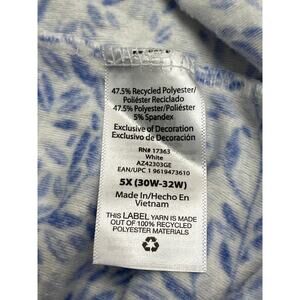 47.5% Recycled Polyester/
Poliéster Reciclado
47.5% Polyester/Poliéster
5% Spandex
Exclusive of Decoration
Exclusivo de Decoración
RN# 17363
White
AZ42303GE
EAN/UPC 1 9619473610
5X (30W-32W)
Made In/Hecho En
Vietnam
This LABEL YARN IS MADE
OUT OF 100% RECYCLED
POLYESTER MATERIALS